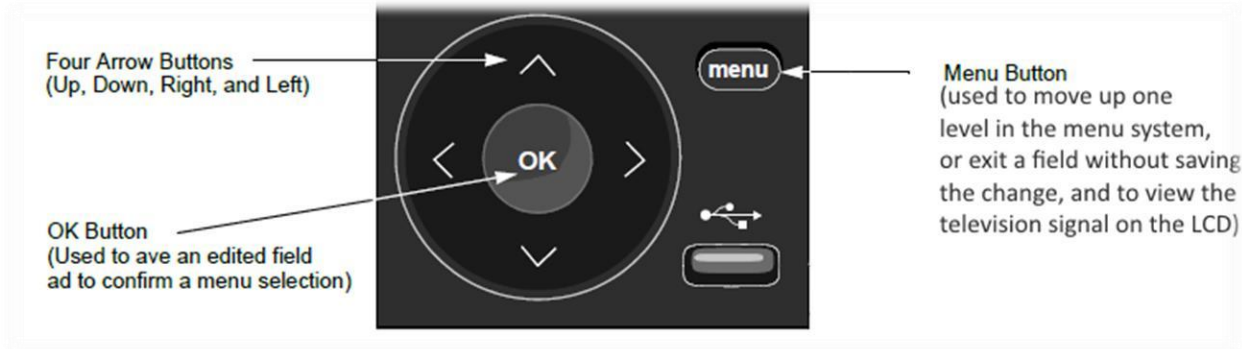 Four Arrow Buttons
(Up, Down, Right, and Left)
OK Button
(Used to ave an edited field
ad to confirm a menu selection)
OK
menu
Menu Button
(used to move up one
level in the menu system,
or exit a field without saving
the change, and to view the
television signal on the LCD)